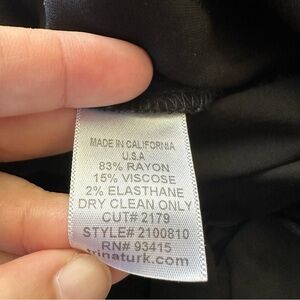 MADE IN CALIFORNIA
U.S.A
83% RAYON
15% VISCOSE
2% ELASTHANE
DRY CLEAN ONLY
CUT# 2179
STYLE# 2100810
RN# 93415
trinaturk.com